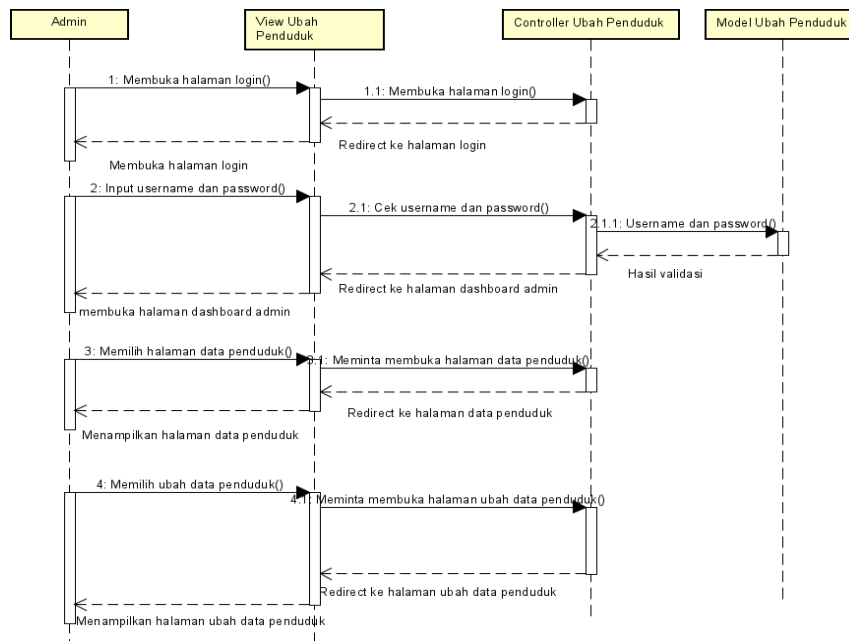 Admin
View Ubah
Penduduk
Controller Ubah Penduduk
Model Ubah Penduduk
1: Membuka halaman login()
1.1: Membuka halaman login()
Redirect ke halaman login
Membuka halaman login
2: Input username dan password()
2.1: Cek username dan password()
2.1.1: Username dan password()
Hasil validasi
Redirect ke halaman dashboard admin
membuka halaman dashboard admin
3: Memilih halaman data penduduk()
3.1: Meminta membuka halaman data penduduk()
Redirect ke halaman data penduduk
Menampilkan halaman data penduduk
4: Memilih ubah data penduduk()
4.1: Meminta membuka halaman ubah data penduduk()
Redirect ke halaman ubah data penduduk
Menampilkan halaman ubah data penduduk